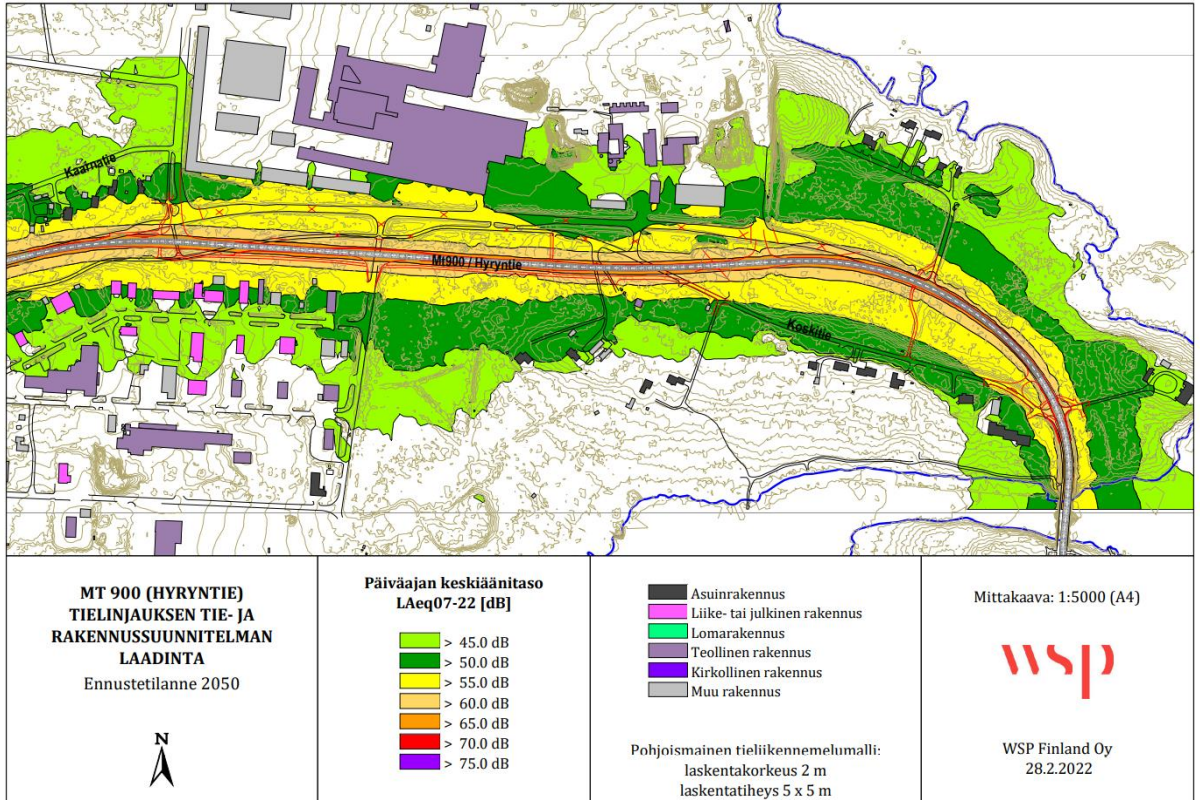 Kaarnatie
Mt900 / Hyryntie
Koskitie
MT 900 (HYRYNTIE)
TIELINJAUKSEN TIE- JA
RAKENNUSSUUNNITELMAN
LAADINTA
Ennustetilanne 2050
N
Päiväajan keskiäänitaso
LAeq07-22 [dB]
> 45.0 dB
> 50.0 dB
> 55.0 dB
> 60.0 dB
> 65.0 dB
> 70.0 dB
> 75.0 dB
Asuinrakennus
Liike- tai julkinen rakennus
Lomarakennus
Teollinen rakennus
Kirkollinen rakennus
Muu rakennus
Pohjoismainen tieliikennemelumalli:
laskentakorkeus 2 m
laskentatiheys 5 x 5 m
Mittakaava: 1:5000 (A4)
wsp
WSP Finland Oy
28.2.2022